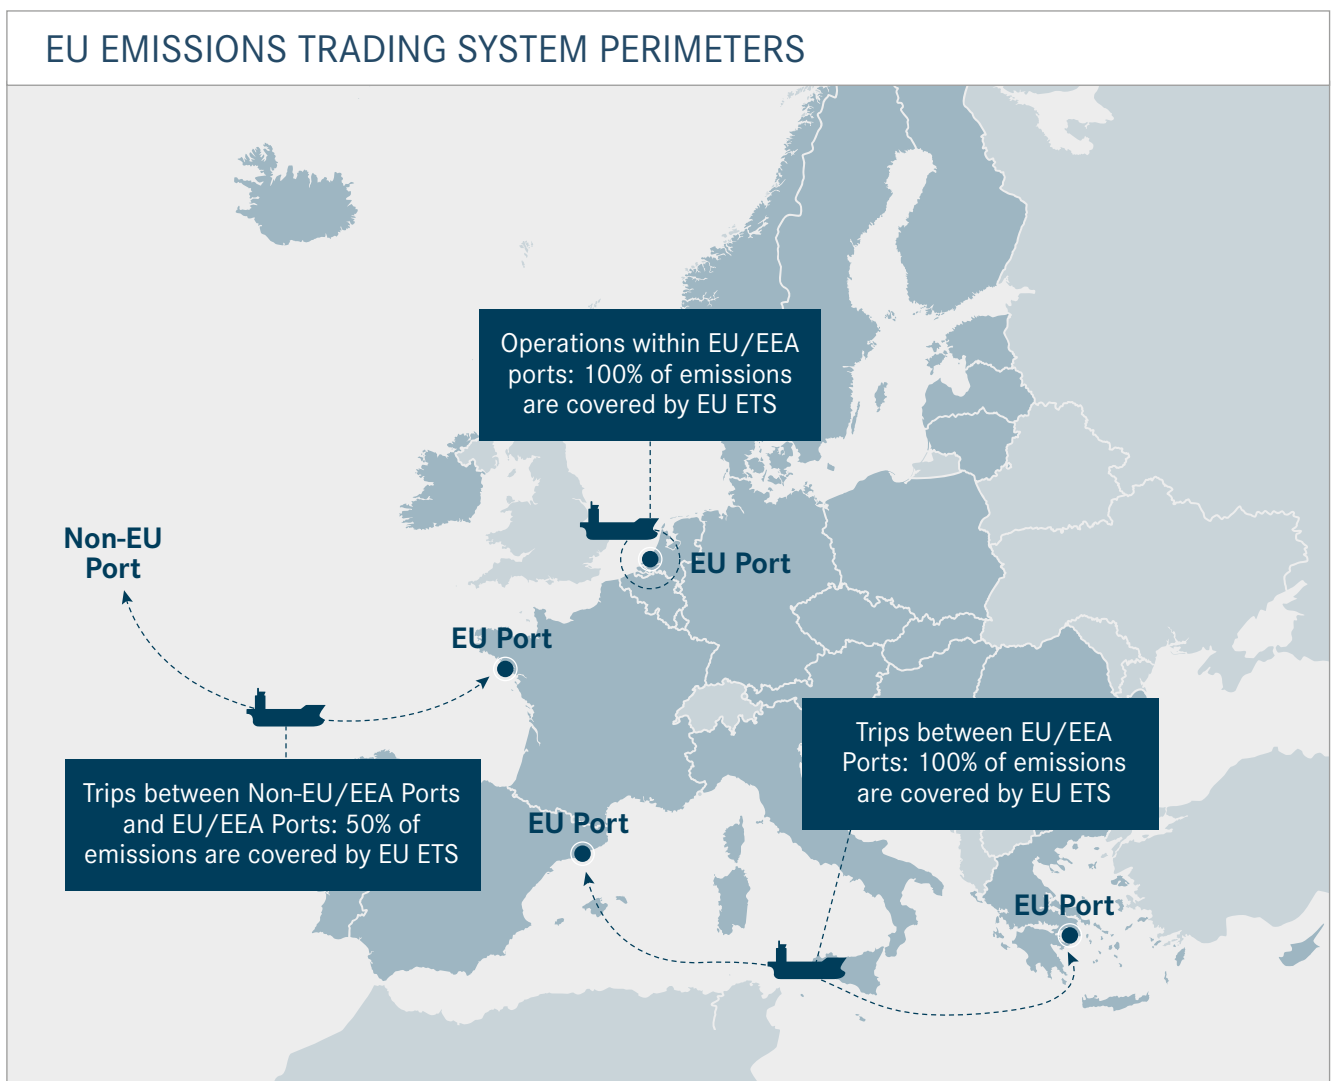 EU EMISSIONS TRADING SYSTEM PERIMETERS
Operations within EU/EEA
ports: 100% of emissions
are covered by EU ETS
Non-EU
Port
EU Port
EU Port
Trips between EU/EEA
Ports: 100% of emissions
are covered by EU ETS
Trips between Non-EU/EEA Ports
and EU/EEA Ports: 50% of
emissions are covered by EU ETS
EU Port
EU Port